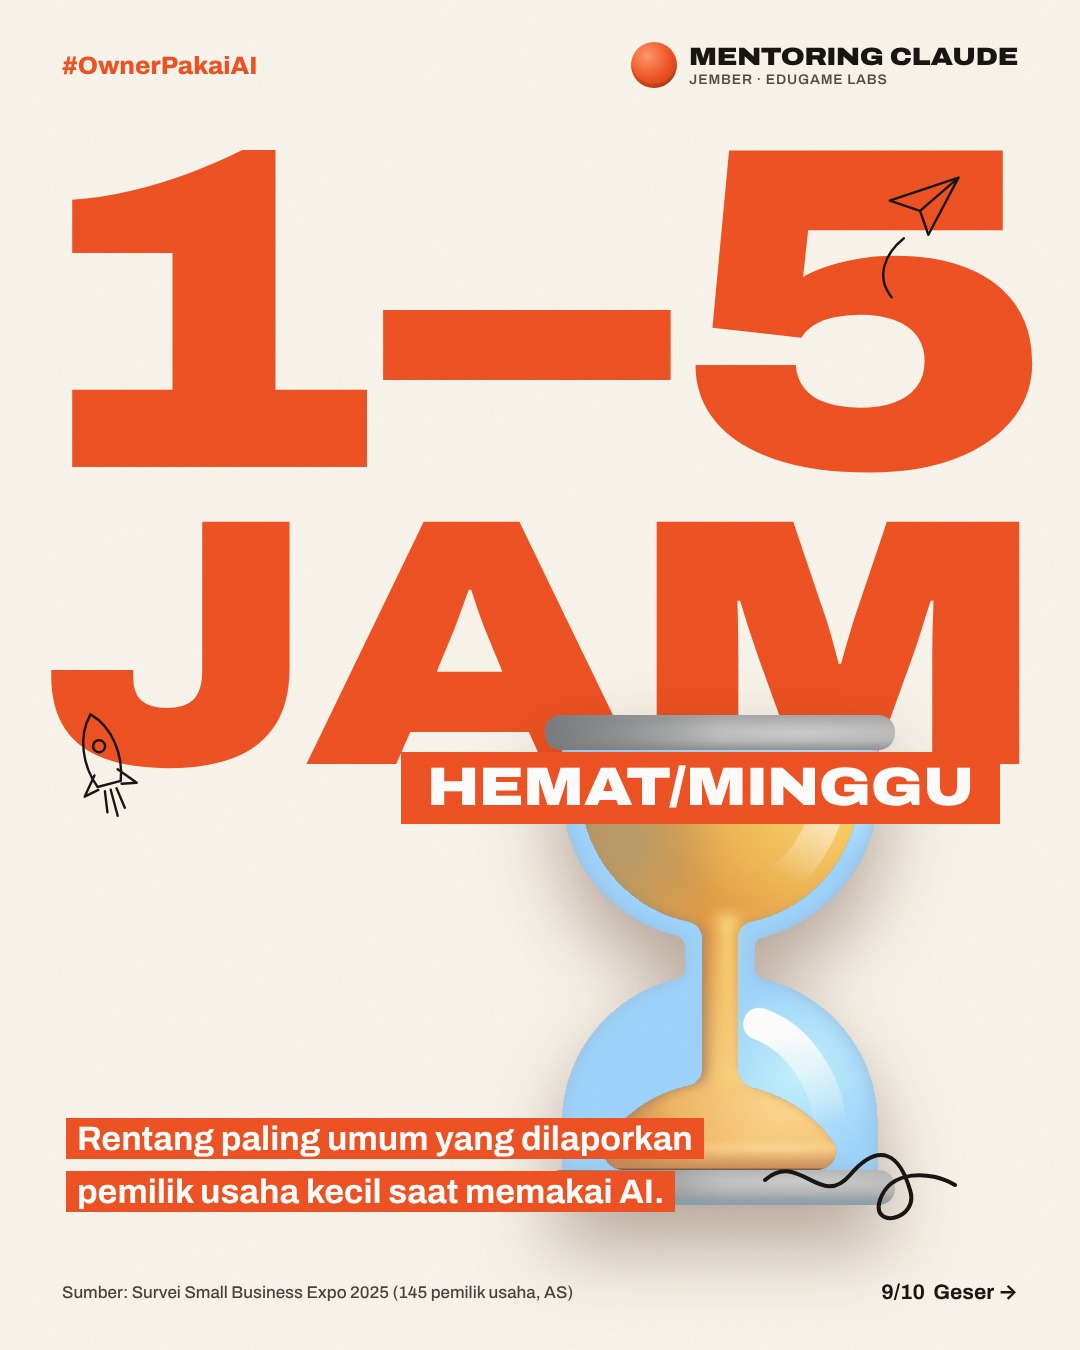 #OwnerPakaiAI
MENTORING CLAUDE
JEMBER · EDUGAME LABS
1–5
JAM
HEMAT/MINGGU
Rentang paling umum yang dilaporkan
pemilik usaha kecil saat memakai AI.
Sumber: Survei Small Business Expo 2025 (145 pemilik usaha, AS)
9/10 Geser →